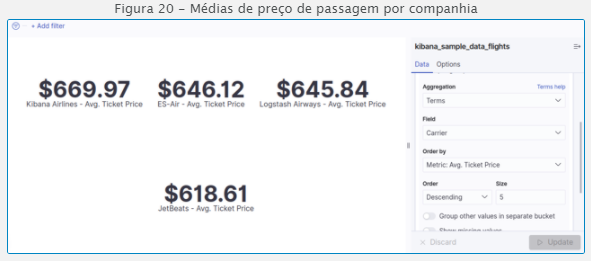 Figura 20 – Médias de preço de passagem por companhia
+ Add filter
$669.97
Kibana Airlines - Avg. Ticket Price
$646.12
ES-Air - Avg. Ticket Price
$645.84
Logstash Airways - Avg. Ticket Price
$618.61
JetBeats - Avg. Ticket Price
kibana_sample_data_flights
Data
Options
Aggregation
Terms help
Terms
Field
Carrier
Order by
Metric: Avg. Ticket Price
Order
Size
Descending
5
Group other values in separate bucket
Show missing values
Discard
Update